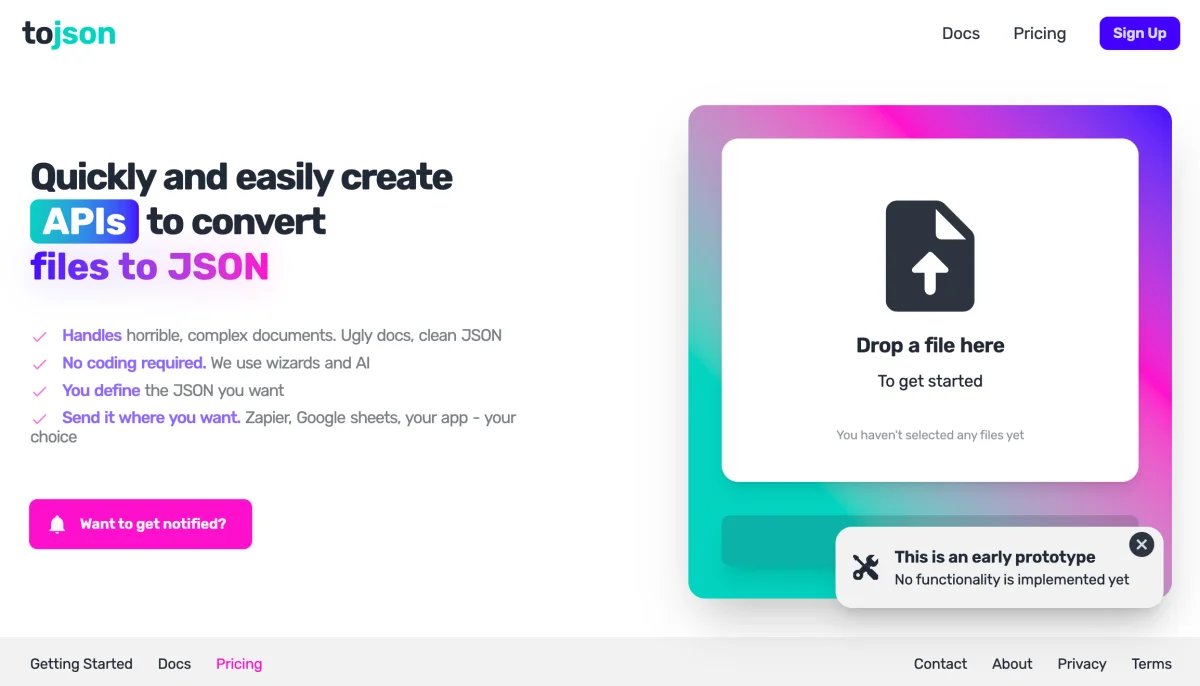 tojson
Docs
Pricing
Sign Up
Quickly and easily create
APIs to convert
files to JSON
Handles horrible, complex documents. Ugly docs, clean JSON
No coding required. We use wizards and AI
You define the JSON you want
Send it where you want. Zapier, Google sheets, your app - your
choice
Want to get notified?
Drop a file here
To get started
You haven't selected any files yet
This is an early prototype
No functionality is implemented yet
Getting Started
Docs
Pricing
Contact
About
Privacy
Terms